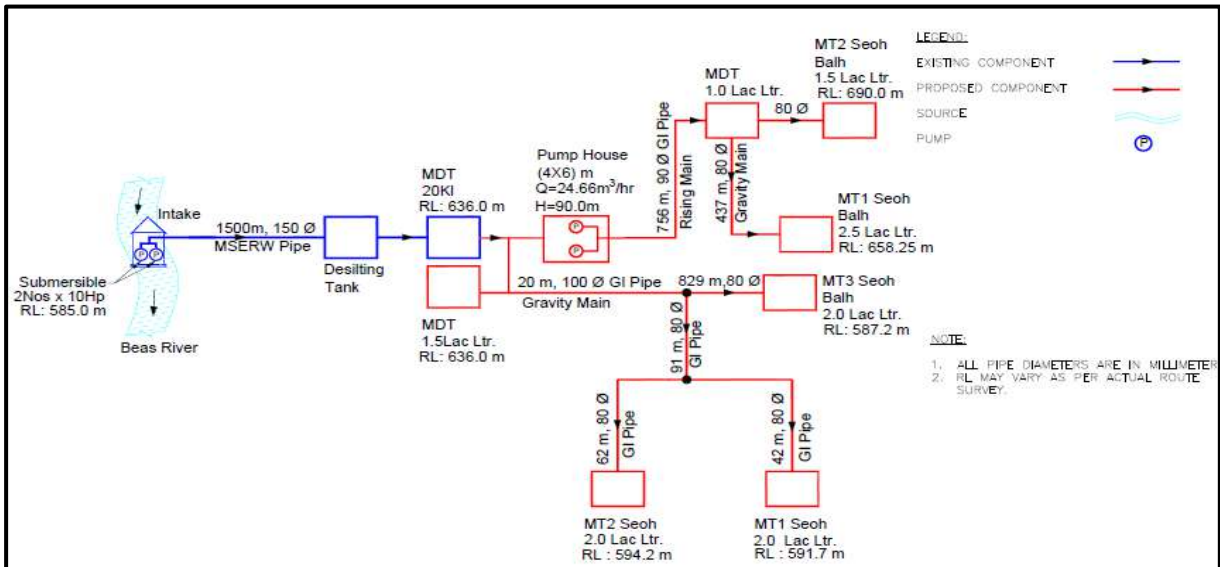 MT2 Seoh
Balh
1.5 Lac Ltr.
RL: 690.0 m
LEGEND:
EXISTING COMPONENT
PROPOSED COMPONENT
SOURCE
PUMP
P
MDT
1.0 Lac Ltr.
80 Ø
756 m, 90 Ø GI Pipe
Rising Main
437 m, 80 Ø
Gravity Main
Pump House
(4X6) m
Q=24.66m³/hr
H=90.0m
P
P
MDT
20Kl
RL: 636.0 m
MT1 Seoh
Balh
2.5 Lac Ltr.
RL: 658.25 m
Intake
P P
1500m, 150 Ø
MSERW Pipe
Desilting
Tank
Submersible
2Nos x 10Hp
RL: 585.0 m
Beas River
20 m, 100 Ø GI Pipe
Gravity Main
829 m,80 Ø
MT3 Seoh
Balh
2.0 Lac Ltr.
RL: 587.2 m
MDT
1.5Lac Ltr.
RL: 636.0 m
91 m, 80 Ø
GI Pipe
62 m, 80 Ø
GI Pipe
42 m, 80 Ø
GI Pipe
MT2 Seoh
2.0 Lac Ltr.
RL : 594.2 m
MT1 Seoh
2.0 Lac Ltr.
RL : 591.7 m
NOTE:
1. ALL PIPE DIAMETERS ARE IN MILLIMETER
2. RL MAY VARY AS PER ACTUAL ROUTE
SURVEY.